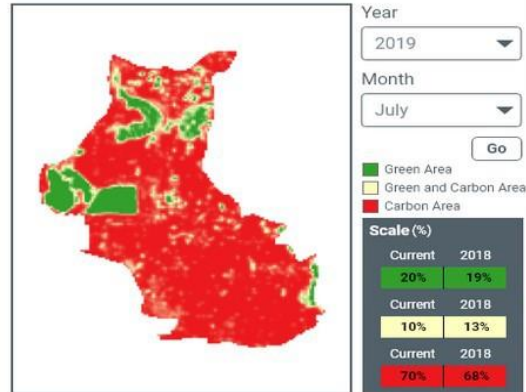 Year
2019
Month
July
Go
Green Area
Green and Carbon Area
Carbon Area
Scale (%)
Current 2018
20% 19%
Current 2018
10% 13%
Current 2018
70% 68%